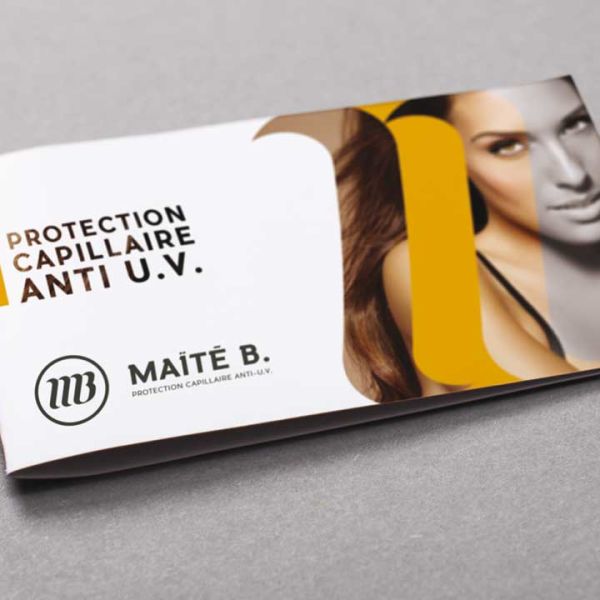 PROTECTION
CAPILLAIRE
ANTI U.V.
MB
MAÏTÉ B.
PROTECTION CAPILLAIRE ANTI-U.V.